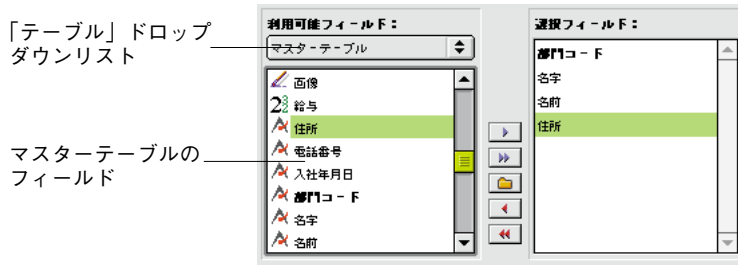 「テーブル」ドロップ
ダウンリスト
マスターテーブルの
フィールド
利用可能フィールド：
マスターテーブル
画像
給与
住所
電話番号
入社年月日
部門コード
名字
名前
選択フィールド：
部門コード
名字
名前
住所